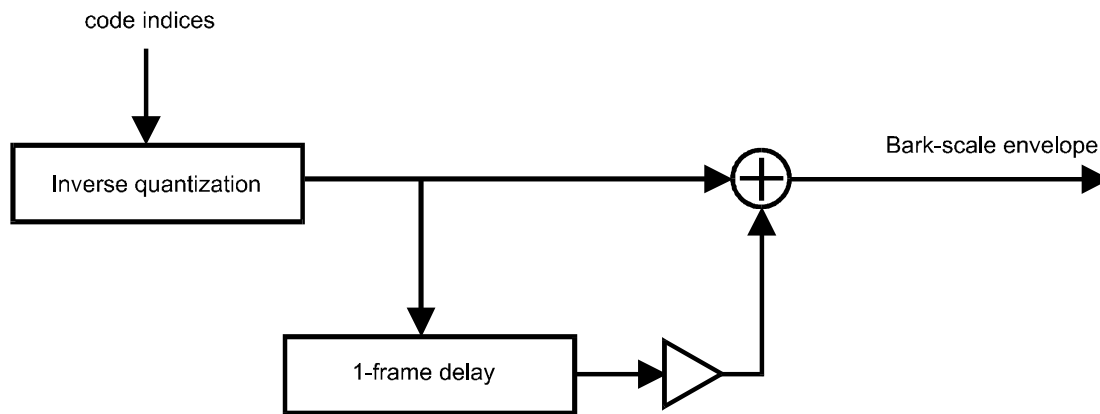 code indices
Bark-scale envelope
Inverse quantization
1-frame delay